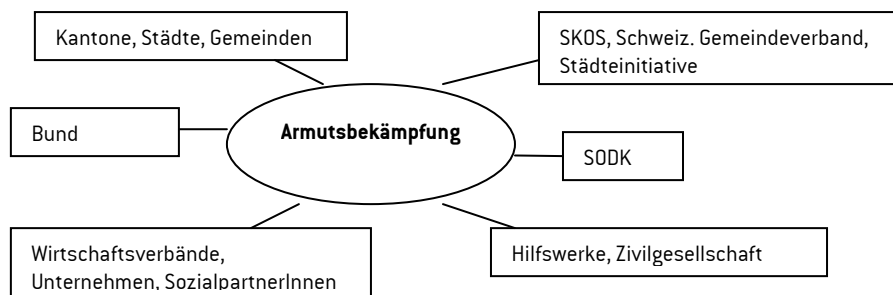 Kantone, Städte, Gemeinden
SKOS, Schweiz. Gemeindeverband,
Städteinitiative
Armutsbekämpfung
Bund
SODK
Wirtschaftsverbände,
Unternehmen, SozialpartnerInnen
Hilfswerke, Zivilgesellschaft